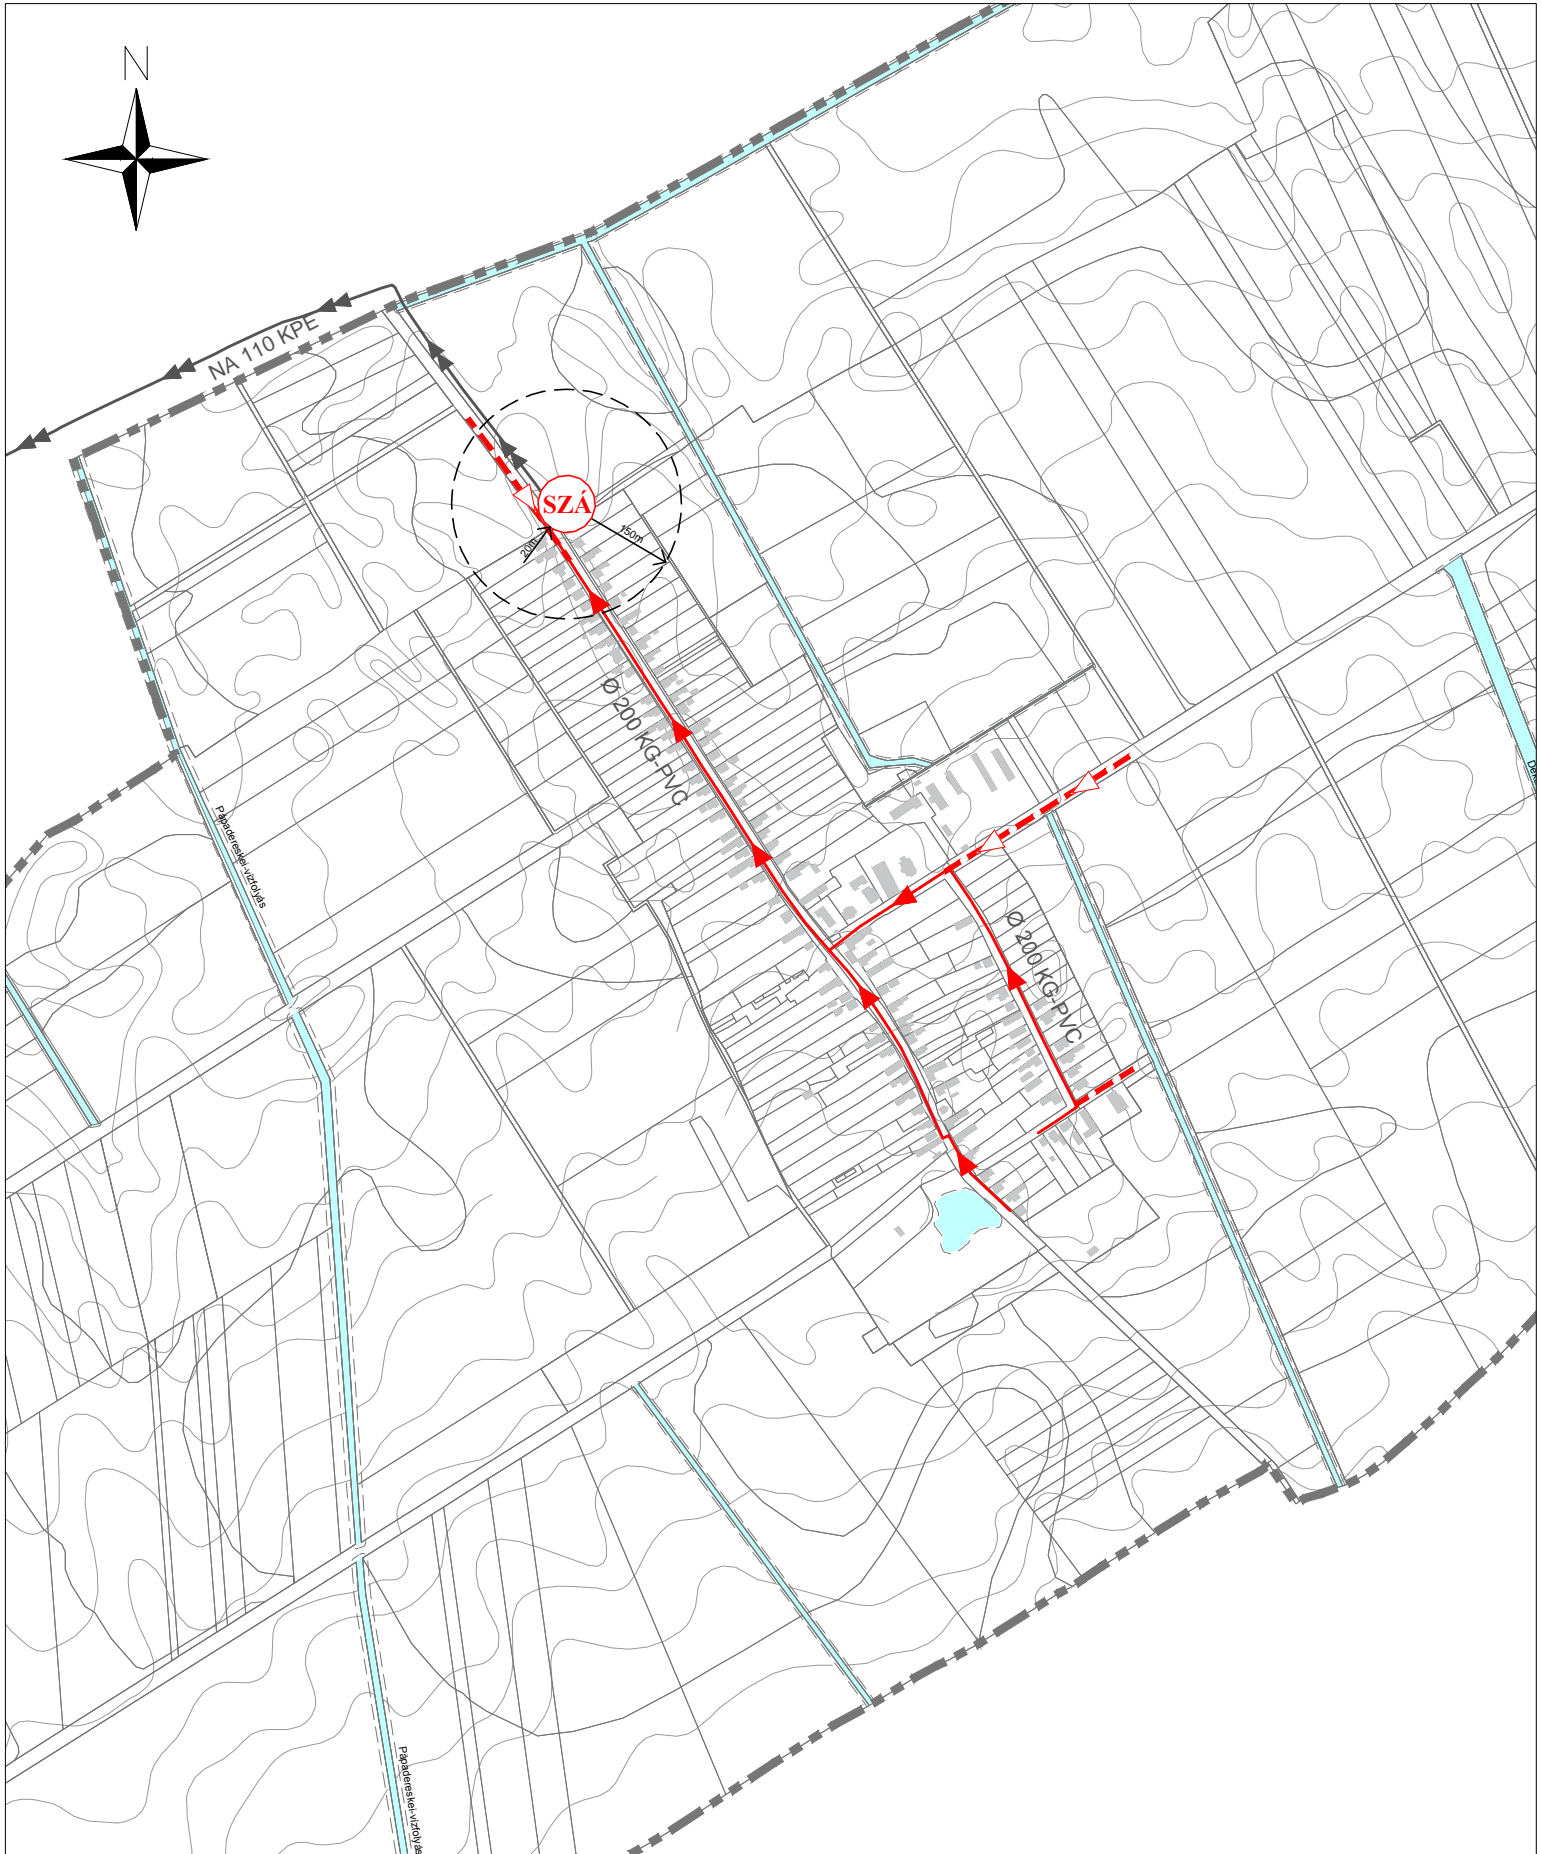 N
NA 110 KPE
SZÁ
20m
150m
Ø 200 KG-PVC
Pápadereskei-vízfolyás
Ø 200 KG-PVC
Pápadereskei-vízfolyás